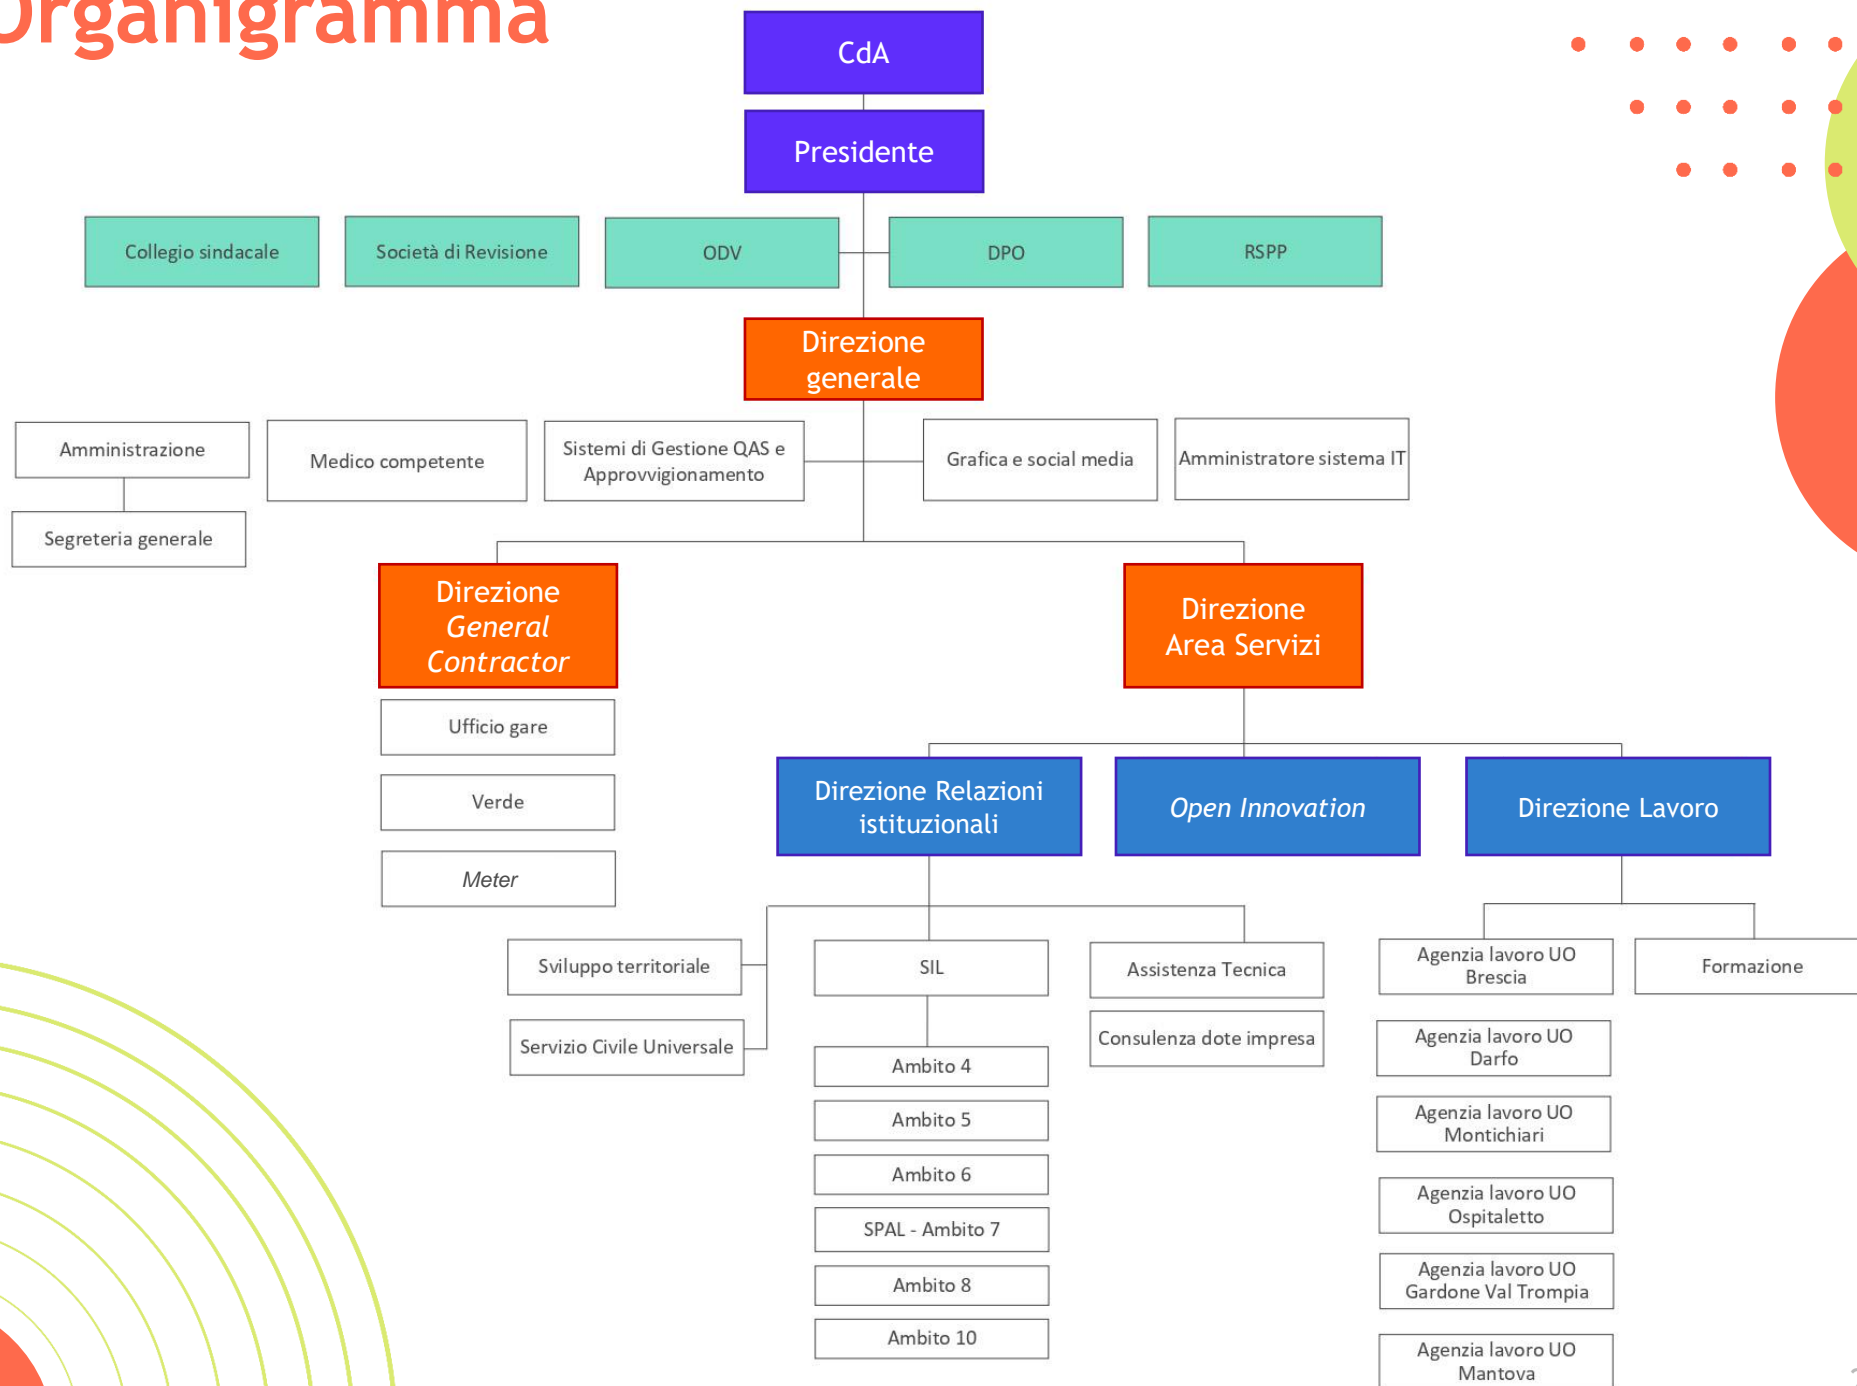 Organigramma
CdA
Presidente
Collegio sindacale
Società di Revisione
ODV
DPO
RSPP
Direzione
generale
Amministrazione
Medico competente
Sistemi di Gestione QAS e
Approvvigionamento
Grafica e social media
Amministratore sistema IT
Segreteria generale
Direzione
General
Contractor
Direzione
Area Servizi
Ufficio gare
Verde
Meter
Direzione Relazioni
istituzionali
Open Innovation
Direzione Lavoro
Sviluppo territoriale
Servizio Civile Universale
SIL
Ambito 4
Ambito 5
Ambito 6
SPAL - Ambito 7
Ambito 8
Ambito 10
Assistenza Tecnica
Consulenza dote impresa
Agenzia lavoro UO
Brescia
Agenzia lavoro UO
Darfo
Agenzia lavoro UO
Montichiari
Agenzia lavoro UO
Ospitaletto
Agenzia lavoro UO
Gardone Val Trompia
Agenzia lavoro UO
Mantova
Formazione